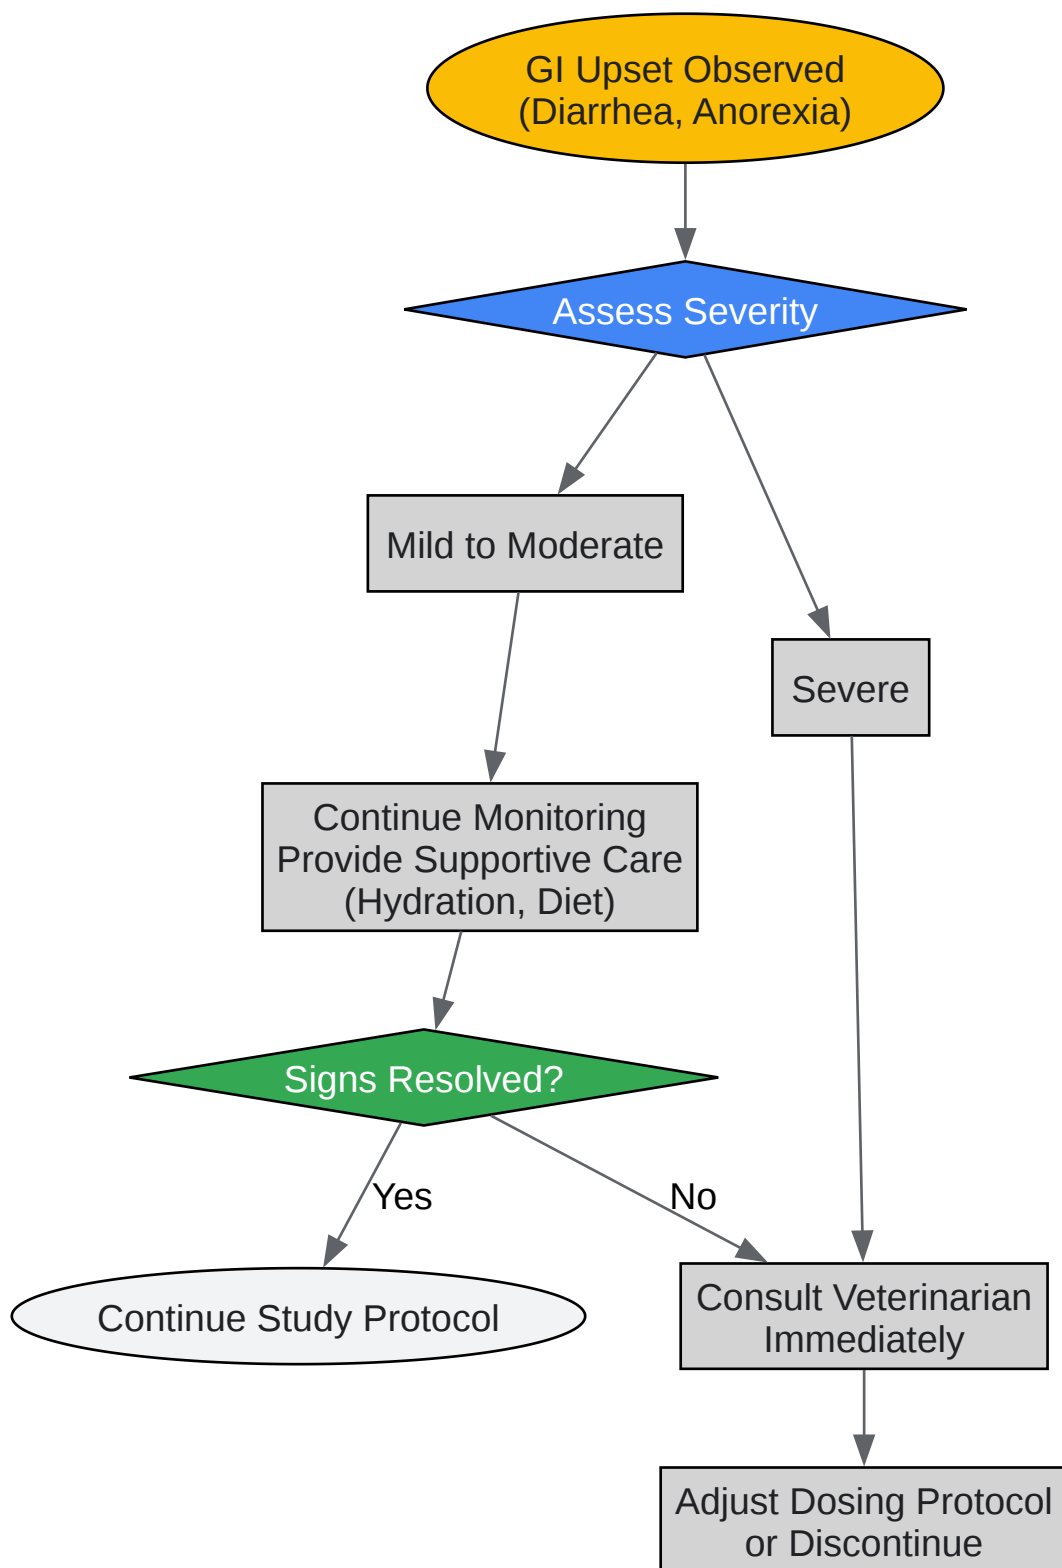 GI Upset Observed
(Diarrhea, Anorexia)
Assess Severity
Mild to Moderate
Severe
Continue Monitoring
Provide Supportive Care
(Hydration, Diet)
Signs Resolved?
Yes
No
Continue Study Protocol
Consult Veterinarian
Immediately
Adjust Dosing Protocol
or Discontinue